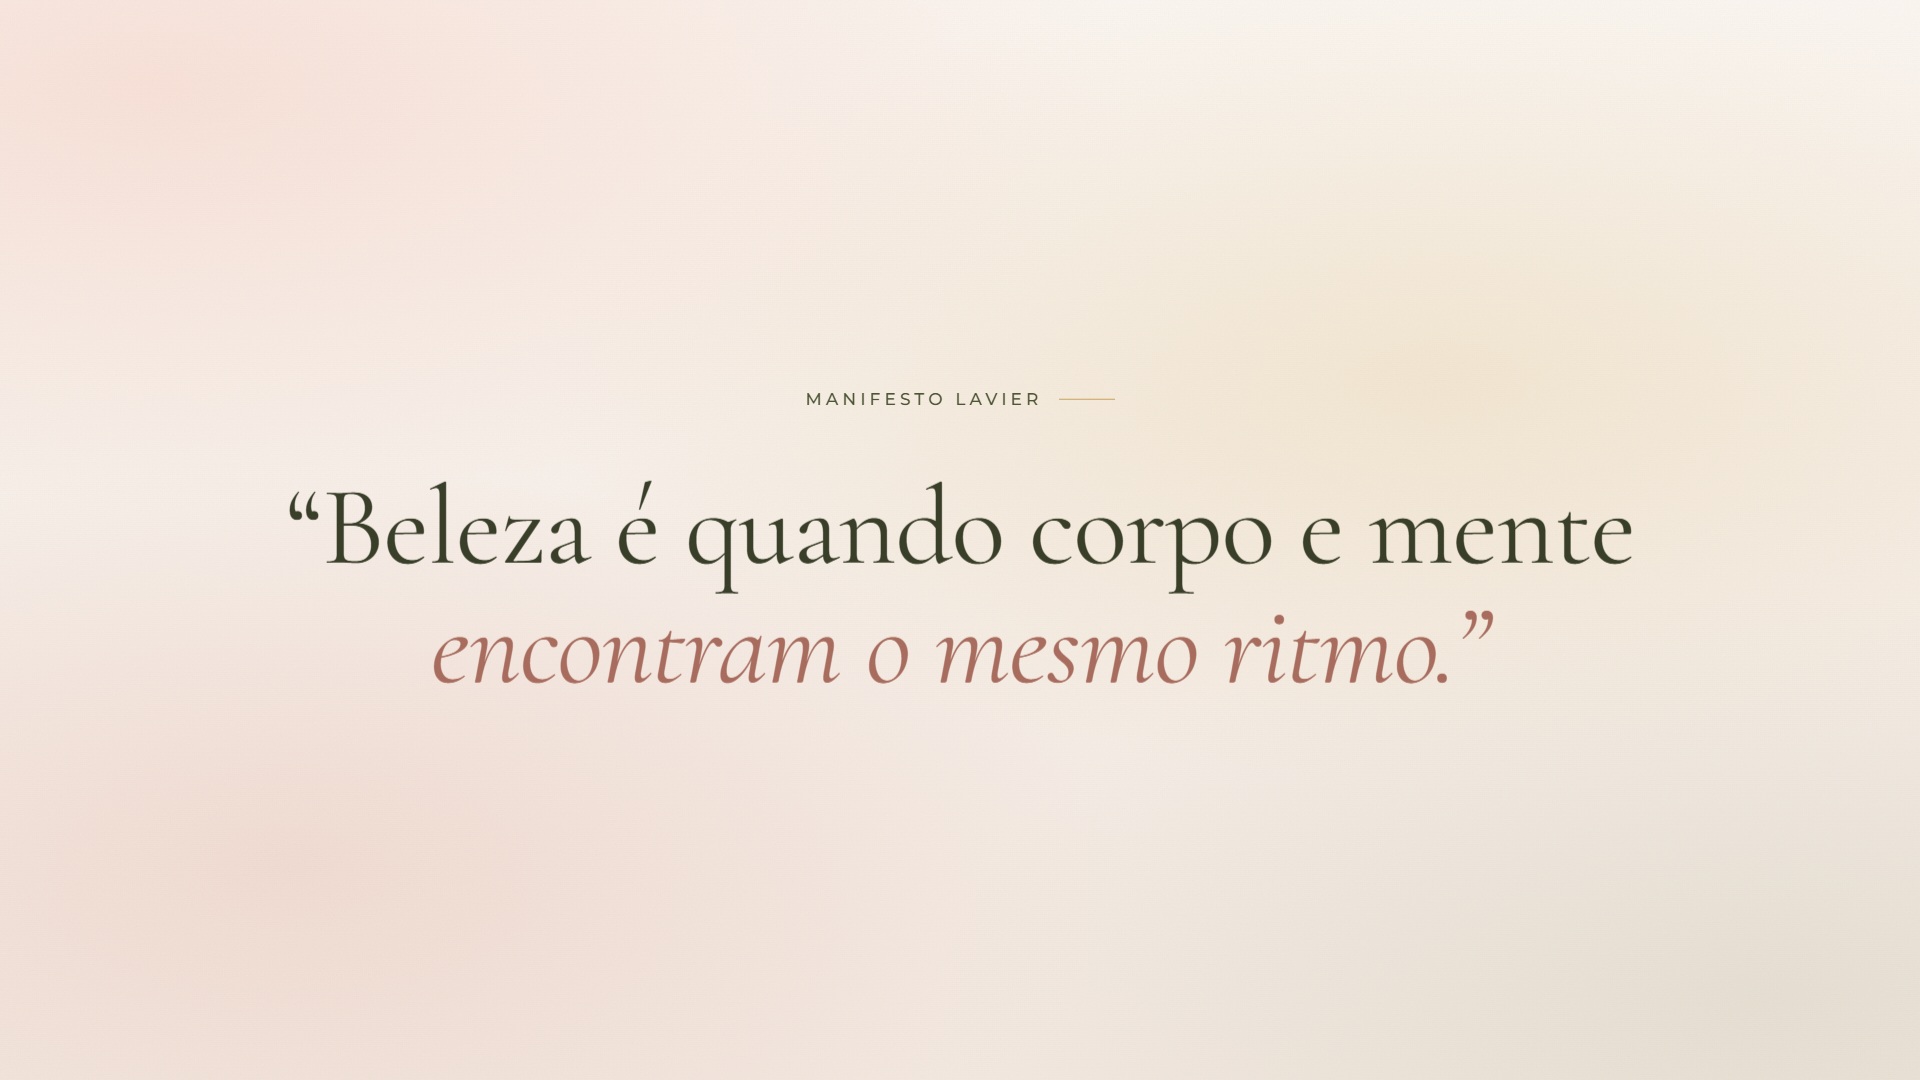 MANIFESTO LAVIER
“Beleza é quando corpo e mente
encontram o mesmo ritmo.”